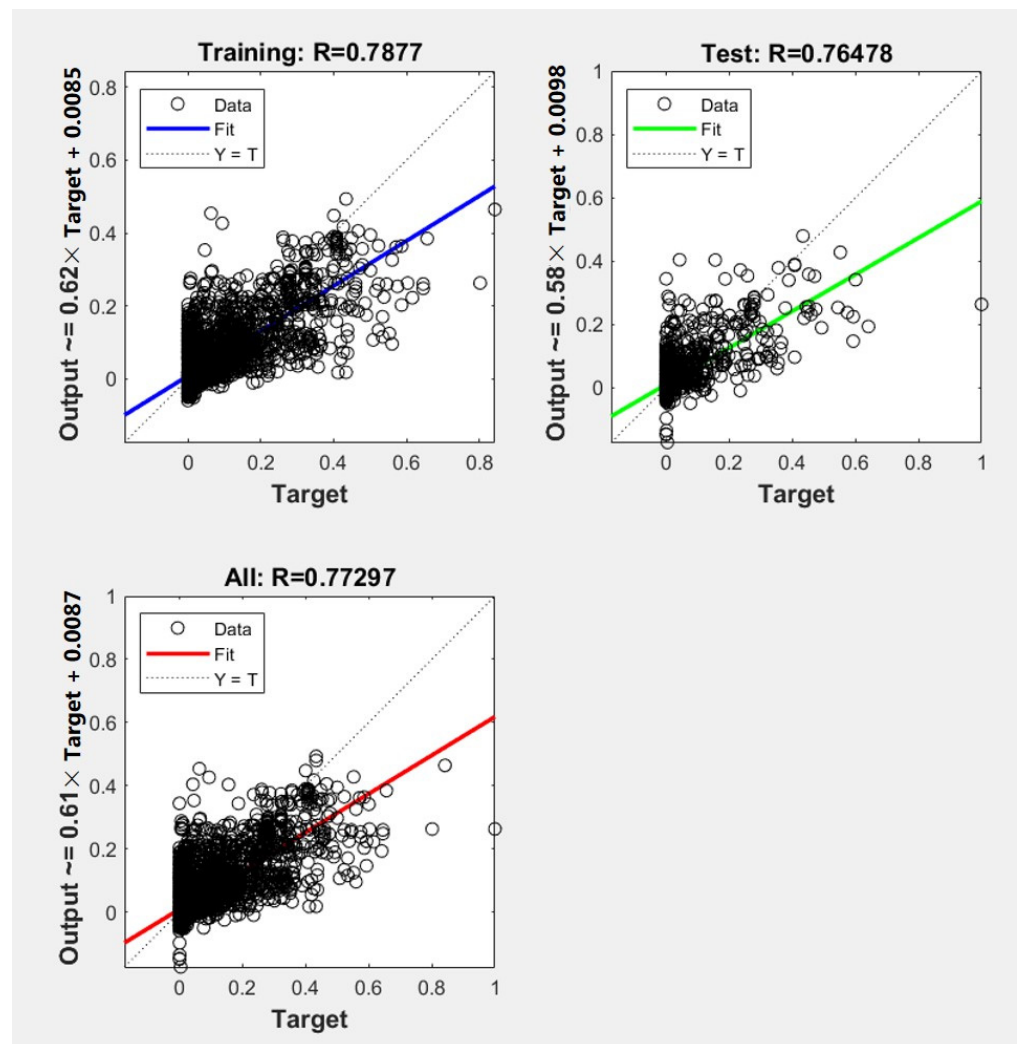 Training: R=0.7877
Output ~= 0.62× Target + 0.0085
0.8
0.6
0.4
0.2
0
Data
Fit
Y = T
0
0.2
0.4
0.6
0.8
Target
Test: R=0.76478
Output ~= 0.58× Target + 0.0098
1
0.8
0.6
0.4
0.2
0
Data
Fit
Y = T
0
0.2
0.4
0.6
0.8
1
Target
All: R=0.77297
Output ~= 0.61× Target + 0.0087
1
0.8
0.6
0.4
0.2
0
Data
Fit
Y = T
0
0.2
0.4
0.6
0.8
1
Target